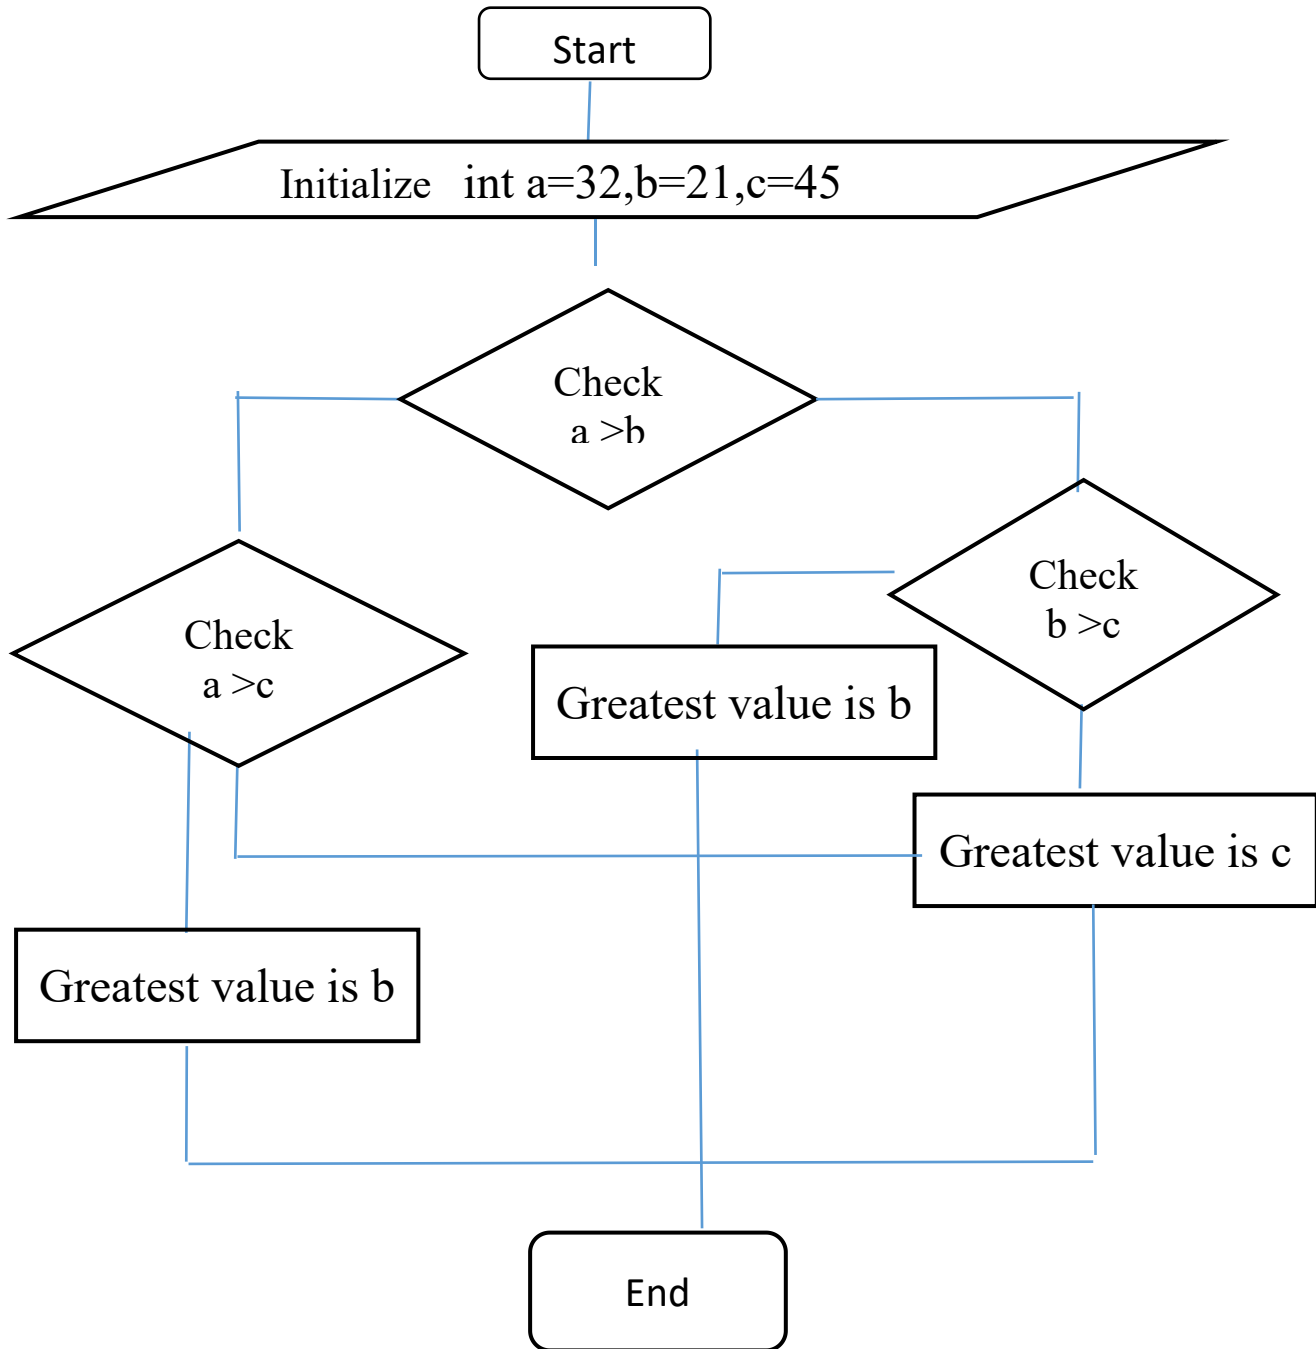 Start
Initialize int a=32,b=21,c=45
Check
a >b
Check
b >c
Check
a >c
Greatest value is b
Greatest value is c
Greatest value is b
End